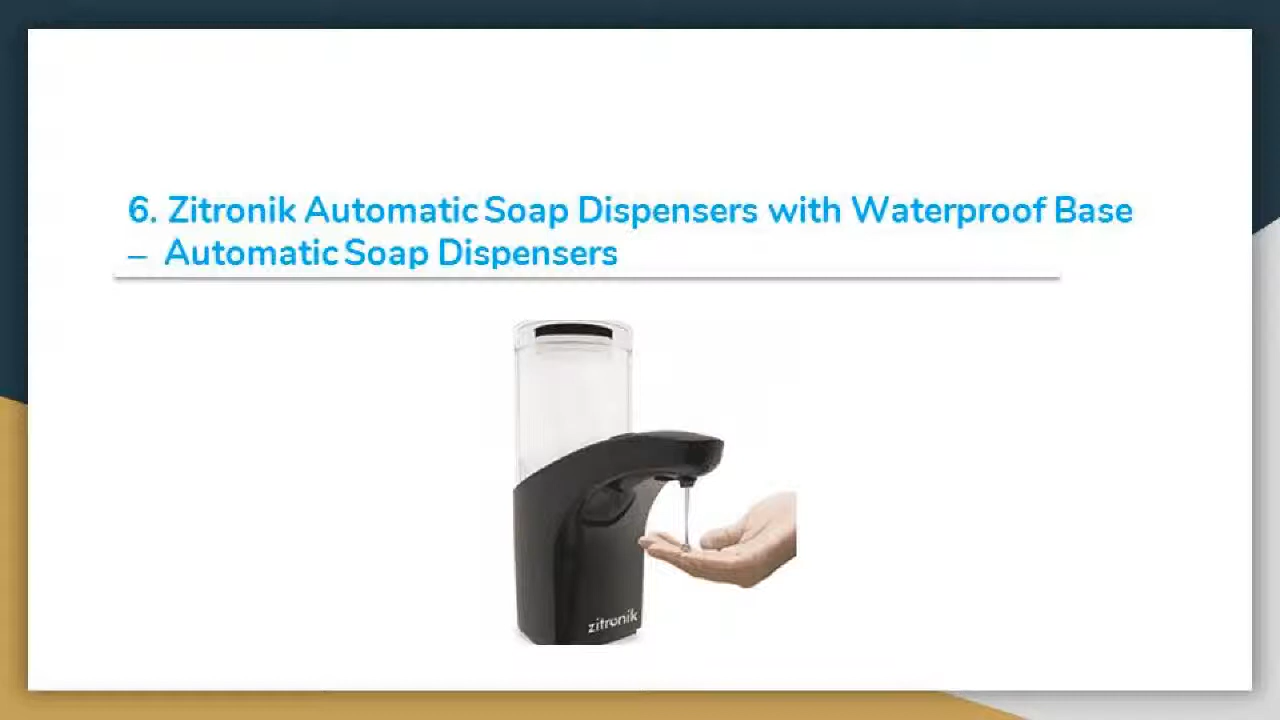 6. Zitronik Automatic Soap Dispensers with Waterproof Base
– Automatic Soap Dispensers
zitronik